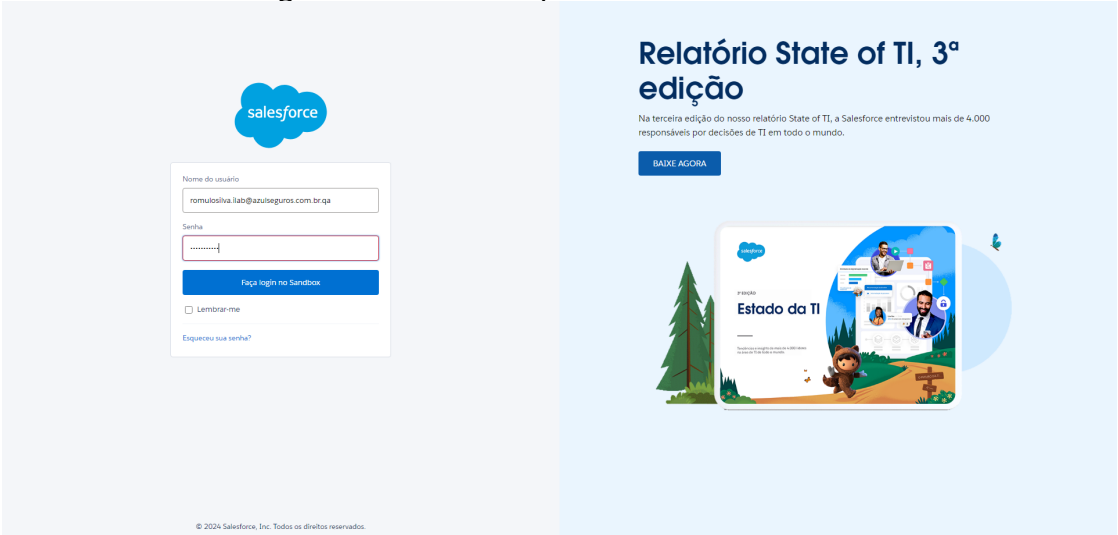 salesforce
Nome do usuário
romulosilva.liab@azulseguros.com.br.qa
Senha
...........
Faça login no Sandbox
Lembrar-me
Esqueceu sua senha?
© 2024 Salesforce, Inc. Todos os direitos reservados.
Relatório State of TI, 3ª
edição
Na terceira edição do nosso relatório State of TI, a Salesforce entrevistou mais de 4.000
responsáveis por decisões de TI em todo o mundo.
BAIXE AGORA
salesforce
3ª EDIÇÃO
Estado da TI